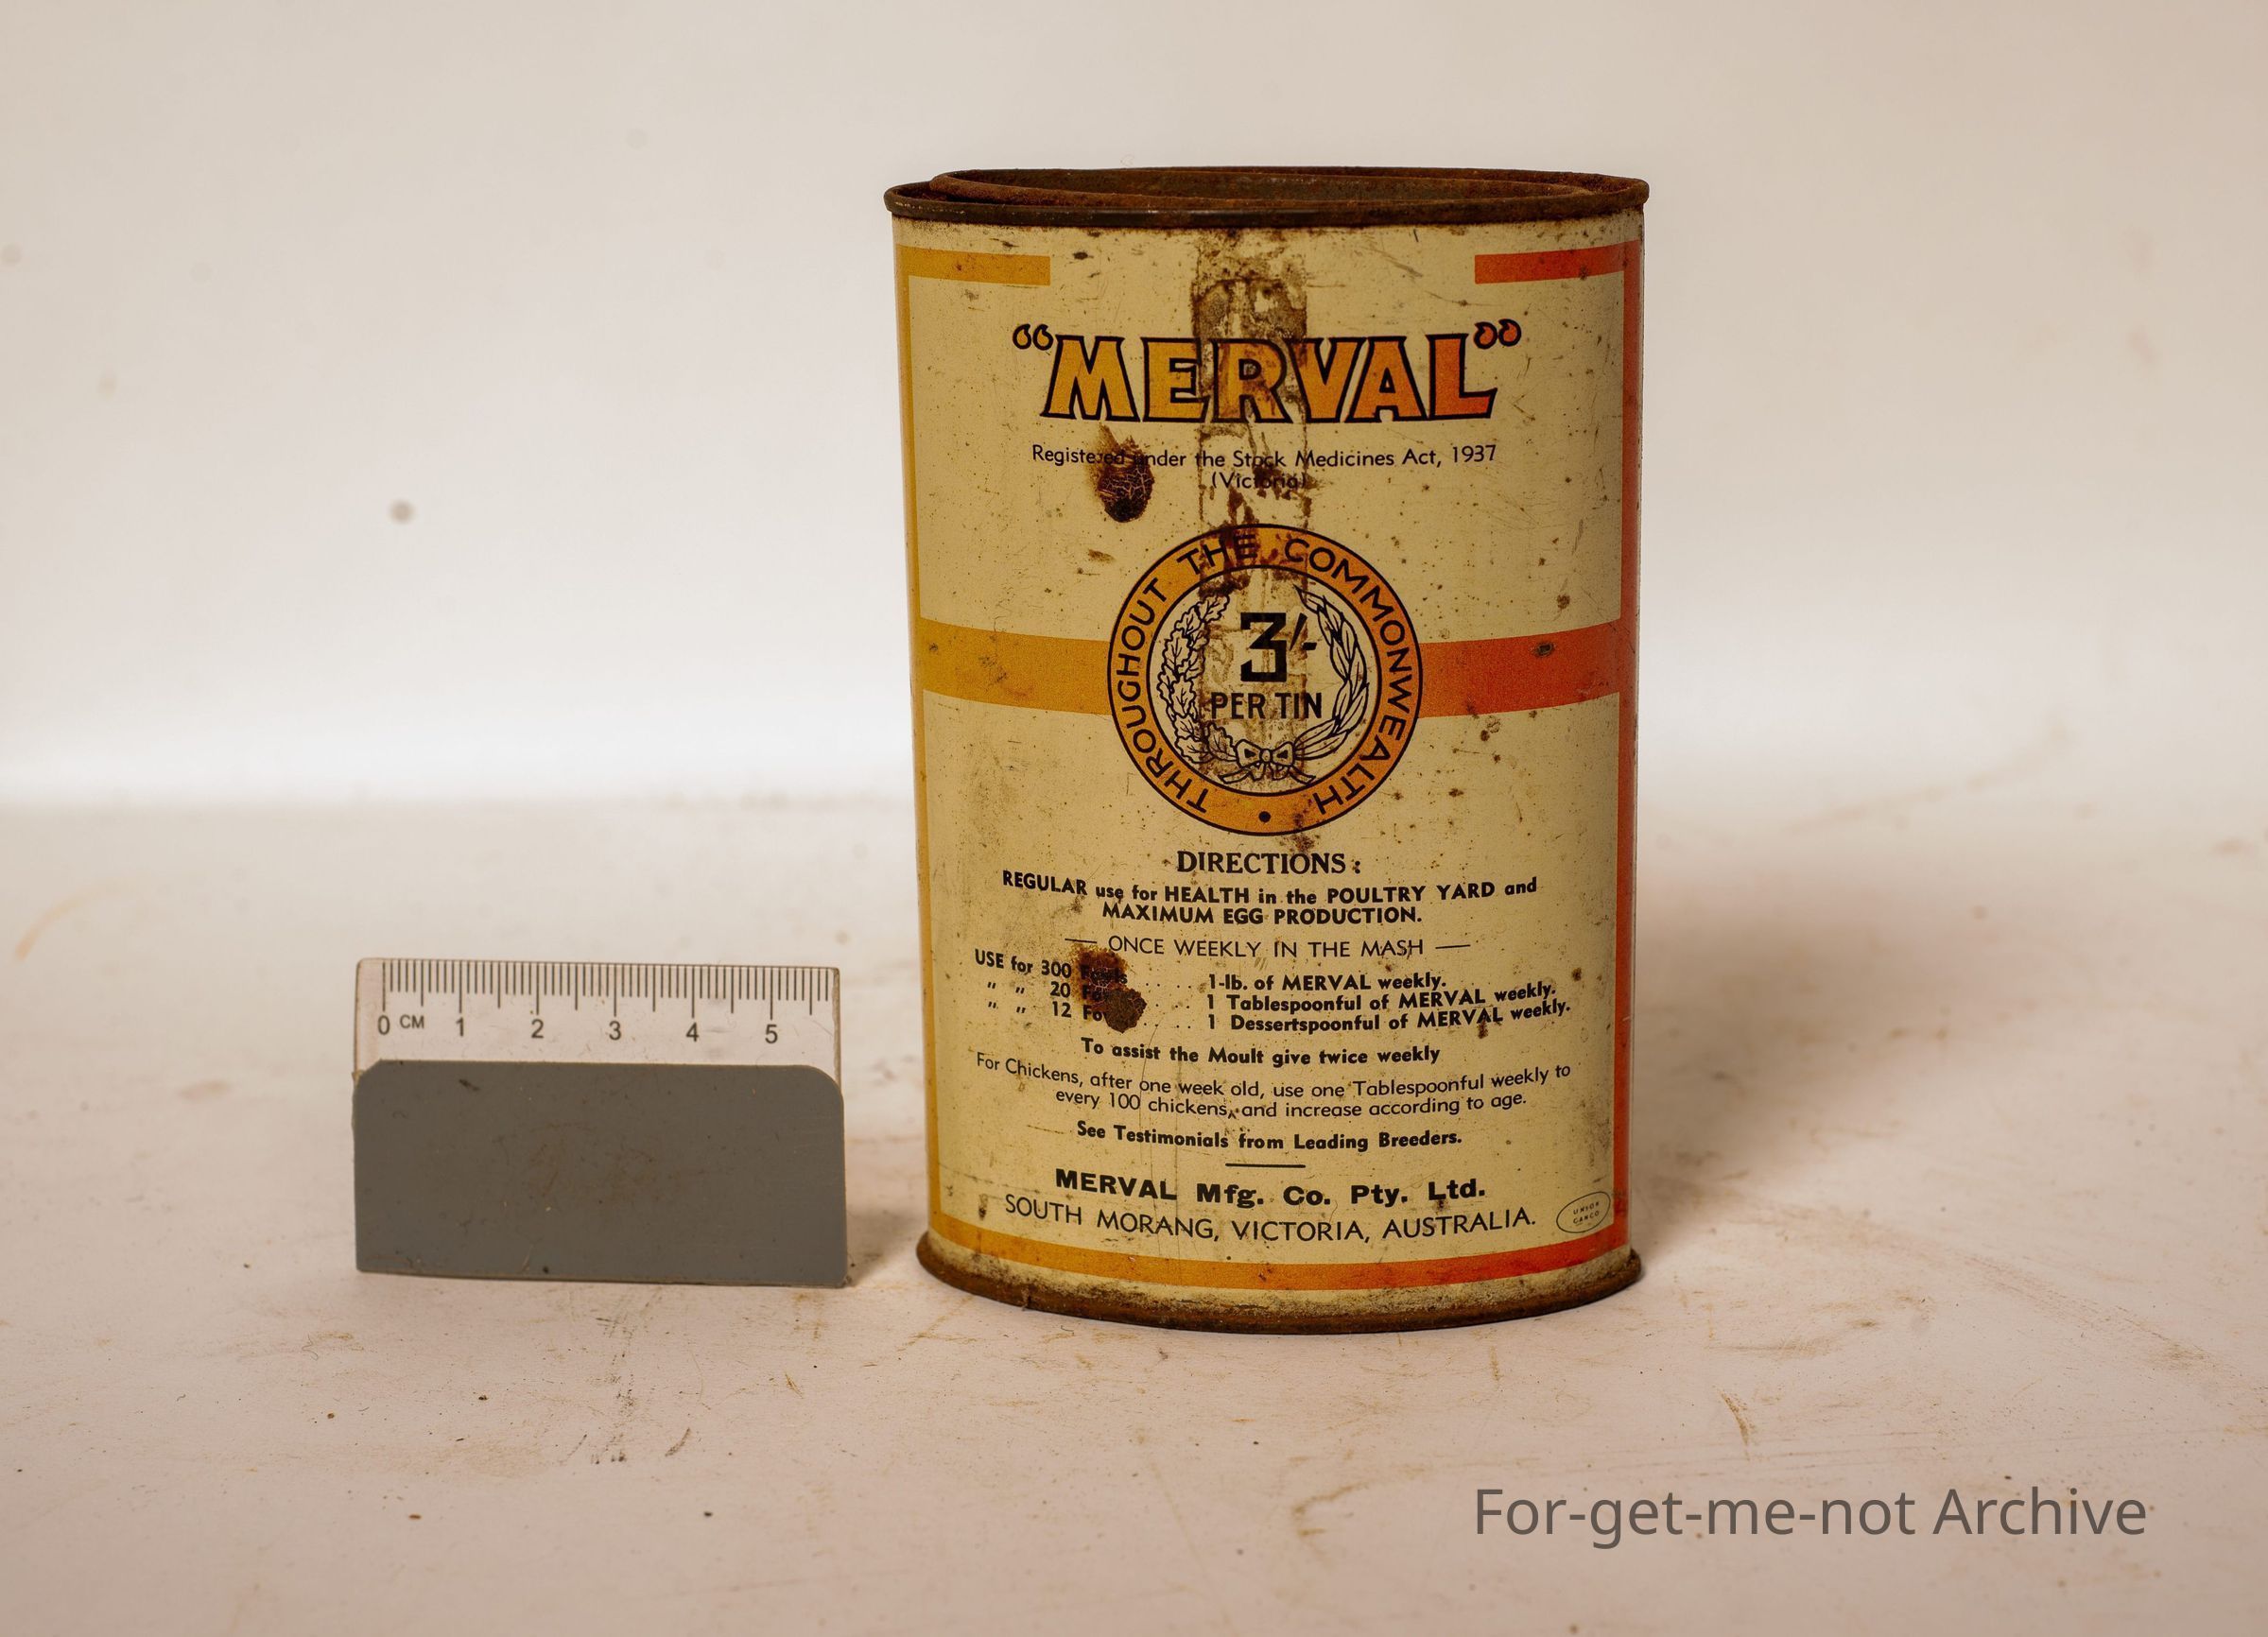 "MERVAL"
Registered under the Stock Medicines Act, 1937
(Victoria)
THROUGHOUT THE COMMONWEALTH •
3/-
PER TIN
DIRECTIONS:
REGULAR use for HEALTH in the POULTRY YARD and
MAXIMUM EGG PRODUCTION.
— ONCE WEEKLY IN THE MASH —
USE for 300 Fowls .... 1-lb. of MERVAL weekly.
" " 20 Fo .... 1 Tablespoonful of MERVAL weekly.
" " 12 Fo .... 1 Dessertspoonful of MERVAL weekly.
To assist the Moult give twice weekly
For Chickens, after one week old, use one Tablespoonful weekly to
every 100 chickens, and increase according to age.
See Testimonials from Leading Breeders.
MERVAL Mfg. Co. Pty. Ltd.
SOUTH MORANG, VICTORIA, AUSTRALIA.
UNION
CANCO
0 CM 1 2 3 4 5
For-get-me-not Archive